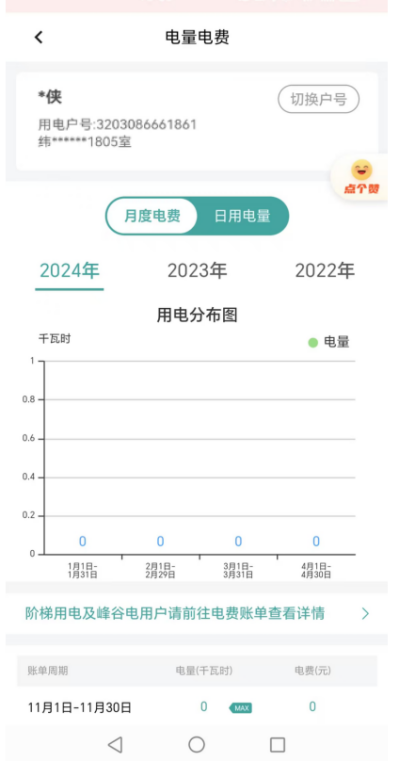 电量电费
*侠
切换户号
用电户号:3203086661861
纬******1805室
点个赞
月度电费 日用电量
2024年 2023年 2022年
用电分布图
千瓦时
电量
1
0.8
0.6
0.4
0.2
0
0 0 0 0
1月1日- 2月1日- 3月1日- 4月1日-
1月31日 2月29日 3月31日 4月30日
阶梯用电及峰谷电用户请前往电费账单查看详情
账单周期 电量(千瓦时) 电费(元)
11月1日-11月30日 0 MAX 0